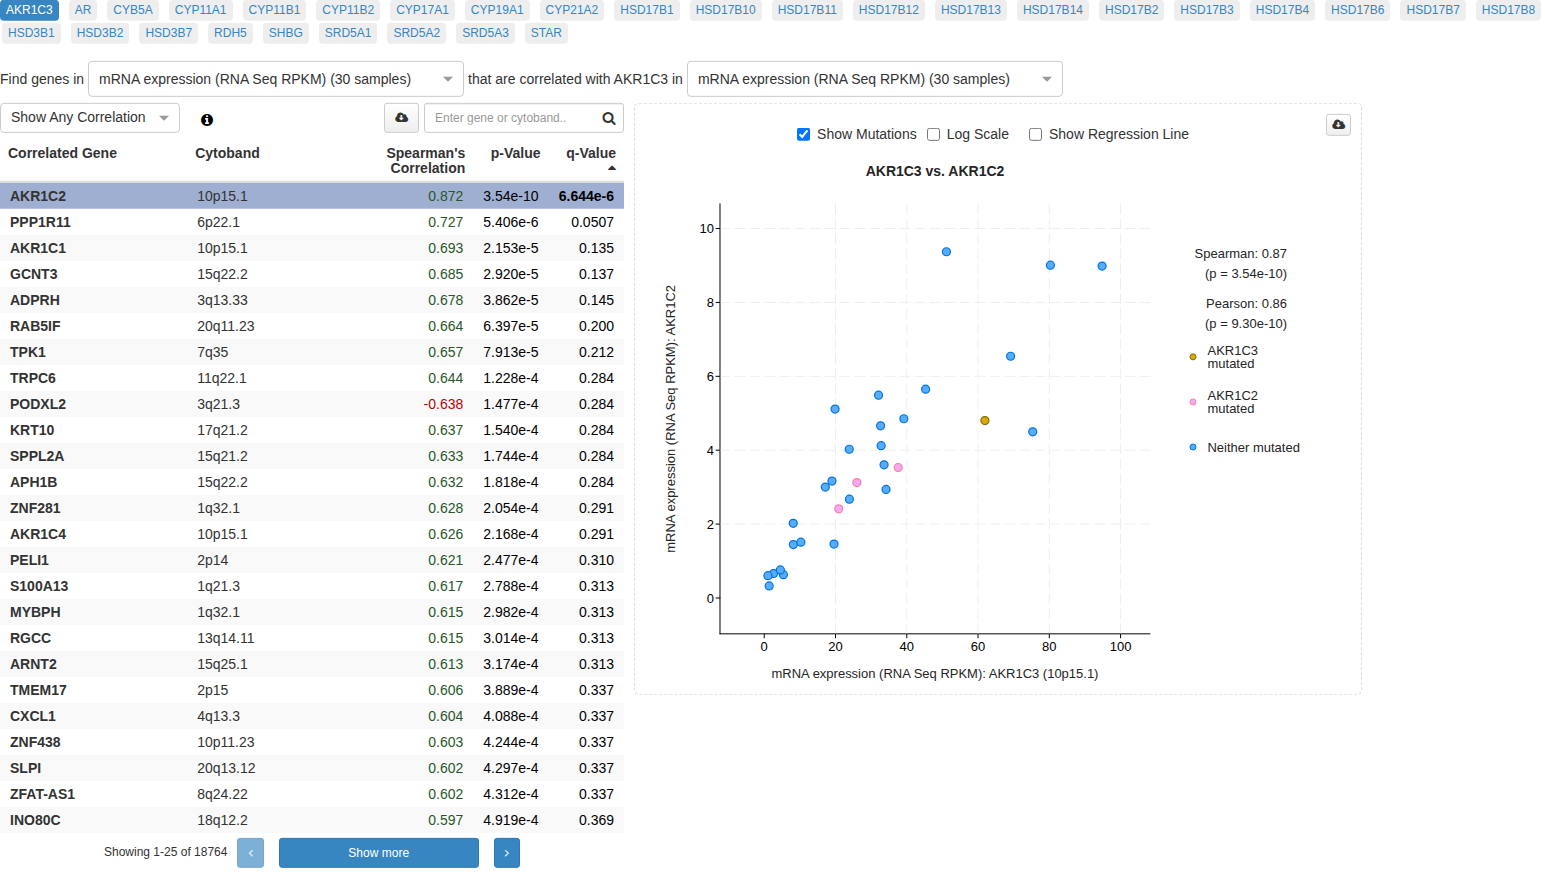 AKR1C3 AR CYB5A CYP11A1 CYP11B1 CYP11B2 CYP17A1 CYP19A1 CYP21A2 HSD17B1 HSD17B10 HSD17B11 HSD17B12 HSD17B13 HSD17B14 HSD17B2 HSD17B3 HSD17B4 HSD17B6 HSD17B7 HSD17B8
HSD3B1 HSD3B2 HSD3B7 RDH5 SHBG SRD5A1 SRD5A2 SRD5A3 STAR
Find genes in mRNA expression (RNA Seq RPKM) (30 samples) that are correlated with AKR1C3 in mRNA expression (RNA Seq RPKM) (30 samples)
Show Any Correlation Enter gene or cytoband..
Correlated Gene Cytoband Spearman's Correlation p-Value q-Value
AKR1C2 10p15.1 0.872 3.54e-10 6.644e-6
PPP1R11 6p22.1 0.727 5.406e-6 0.0507
AKR1C1 10p15.1 0.693 2.153e-5 0.135
GCNT3 15q22.2 0.685 2.920e-5 0.137
ADPRH 3q13.33 0.678 3.862e-5 0.145
RAB5IF 20q11.23 0.664 6.397e-5 0.200
TPK1 7q35 0.657 7.913e-5 0.212
TRPC6 11q22.1 0.644 1.228e-4 0.284
PODXL2 3q21.3 -0.638 1.477e-4 0.284
KRT10 17q21.2 0.637 1.540e-4 0.284
SPPL2A 15q21.2 0.633 1.744e-4 0.284
APH1B 15q22.2 0.632 1.818e-4 0.284
ZNF281 1q32.1 0.628 2.054e-4 0.291
AKR1C4 10p15.1 0.626 2.168e-4 0.291
PELI1 2p14 0.621 2.477e-4 0.310
S100A13 1q21.3 0.617 2.788e-4 0.313
MYBPH 1q32.1 0.615 2.982e-4 0.313
RGCC 13q14.11 0.615 3.014e-4 0.313
ARNT2 15q25.1 0.613 3.174e-4 0.313
TMEM17 2p15 0.606 3.889e-4 0.337
CXCL1 4q13.3 0.604 4.088e-4 0.337
ZNF438 10p11.23 0.603 4.244e-4 0.337
SLPI 20q13.12 0.602 4.297e-4 0.337
ZFAT-AS1 8q24.22 0.602 4.312e-4 0.337
INO80C 18q12.2 0.597 4.919e-4 0.369
Showing 1-25 of 18764 ‹ Show more ›
Show Mutations Log Scale Show Regression Line
AKR1C3 vs. AKR1C2
mRNA expression (RNA Seq RPKM): AKR1C2
10
8
6
4
2
0
0 20 40 60 80 100
mRNA expression (RNA Seq RPKM): AKR1C3 (10p15.1)
Spearman: 0.87
(p = 3.54e-10)
Pearson: 0.86
(p = 9.30e-10)
AKR1C3
mutated
AKR1C2
mutated
Neither mutated